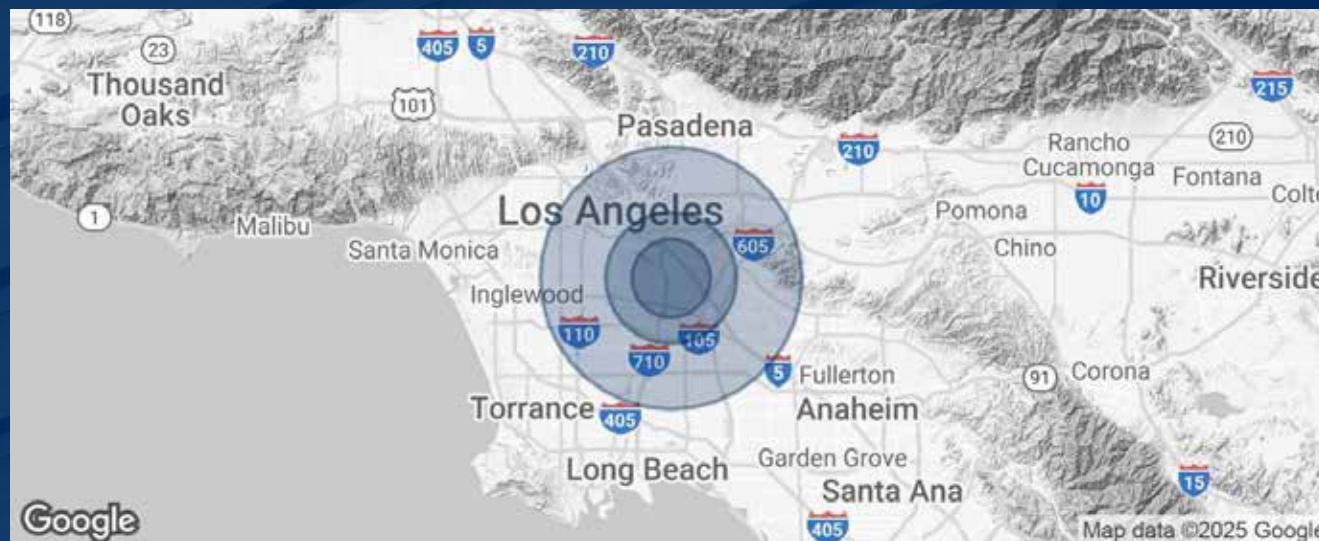 118
23
405
5
210
215
Thousand
Oaks
101
Pasadena
210
Rancho
Cucamonga
210
Fontana
10
Colto
1
Malibu
Los Angeles
Pomona
Santa Monica
605
Chino
Inglewood
Riverside
110
105
710
5
Fullerton
91
Corona
Torrance
405
Anaheim
Long Beach
Garden Grove
Santa Ana
15
405
Google
Map data ©2025 Google